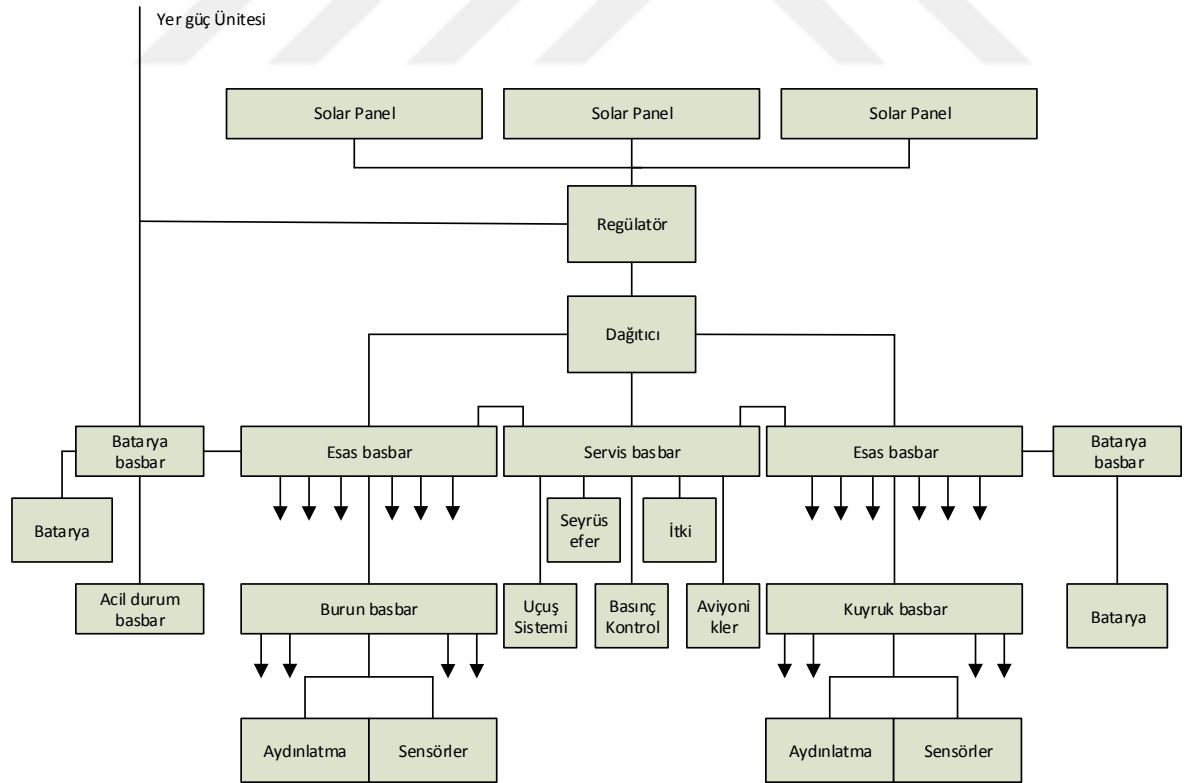 Yer güç Ünitesi
Solar Panel
Solar Panel
Solar Panel
Regülatör
Dağıtıcı
Batarya
basbar
Esas basbar
Servis basbar
Esas basbar
Batarya
basbar
Batarya
Seyrüs
efer
İtki
Acil durum
basbar
Burun basbar
Uçuş
Sistemi
Basınç
Kontrol
Aviyoni
kler
Kuyruk basbar
Batarya
Aydınlatma
Sensörler
Aydınlatma
Sensörler